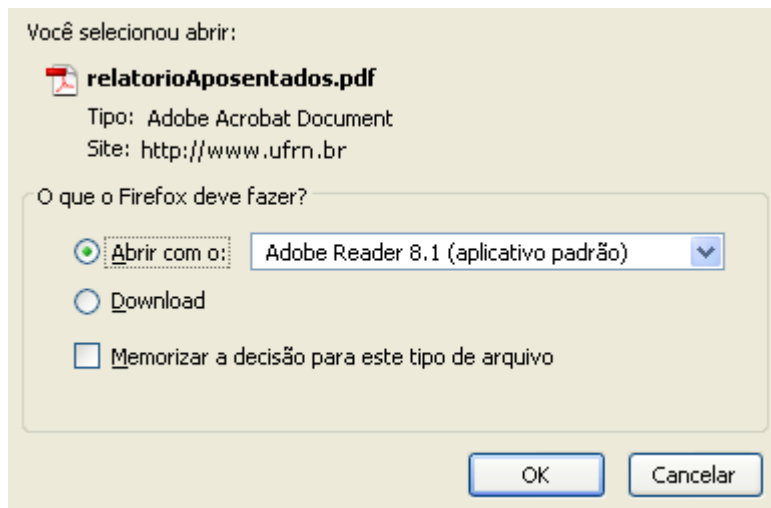 Você selecionou abrir:
relatorioAposentados.pdf
Tipo: Adobe Acrobat Document
Site: http://www.ufrn.br
O que o Firefox deve fazer?
Abrir com o: Adobe Reader 8.1 (aplicativo padrão)
Download
Memorizar a decisão para este tipo de arquivo
OK Cancelar